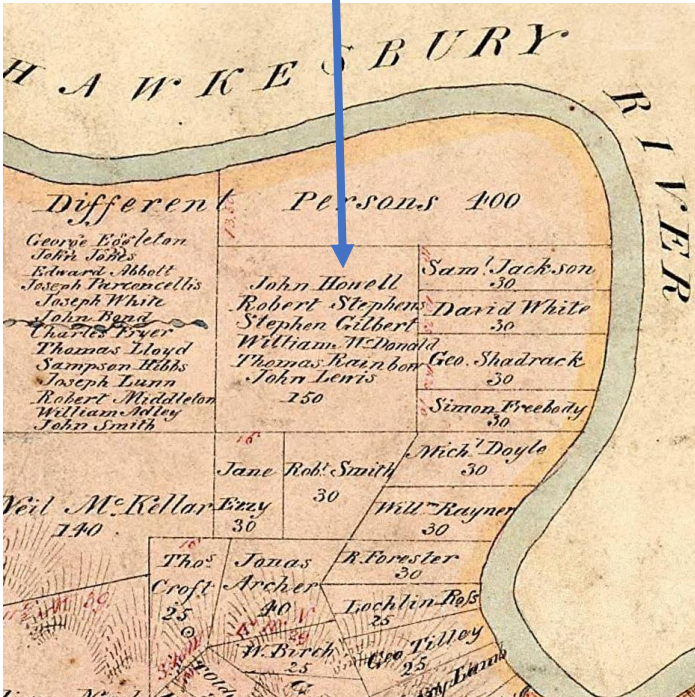 HAWKESBURY
RIVER
Different Persons 400
George Eggleton
John Jones
Edward Abbott
Joseph Parconcellis
Joseph White
John Bond
Charles Fryer
Thomas Lloyd
Sampson Hibbs
Joseph Lunn
Robert Middleton
William Adley
John Smith
John Howell
Robert Stephens
Stephen Gilbert
William McDonald
Thomas Rainbow
John Lewis
150
Saml. Jackson
30
David White
30
Geo. Shadrack
30
Simon Freebody
30
Michl. Doyle
30
Jane
Ezzy
30
Robt. Smith
30
Neil McKellar
140
Willm Rayner
30
R. Forester
30
Thos
Croft
25
Jonas
Archer
40
Lochlin Ross
25
W. Birch
25
Geo Tilley
25
Lamb